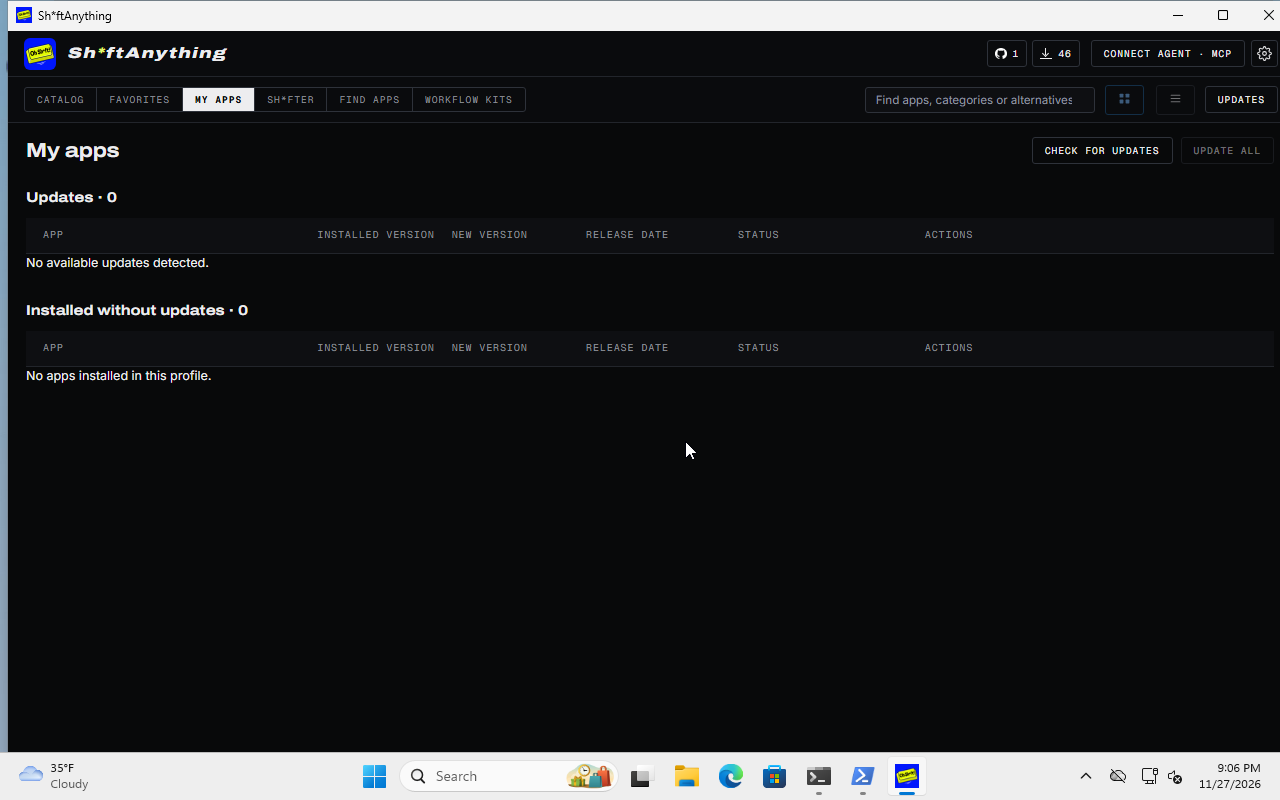 Sh*ftAnything
Sh*ftAnything
1
46
CONNECT AGENT · MCP
CATALOG
FAVORITES
MY APPS
SH*FTER
FIND APPS
WORKFLOW KITS
Find apps, categories or alternatives
UPDATES
My apps
CHECK FOR UPDATES
UPDATE ALL
Updates · 0
APP INSTALLED VERSION NEW VERSION RELEASE DATE STATUS ACTIONS
No available updates detected.
Installed without updates · 0
APP INSTALLED VERSION NEW VERSION RELEASE DATE STATUS ACTIONS
No apps installed in this profile.
35°F
Cloudy
Search
9:06 PM
11/27/2026